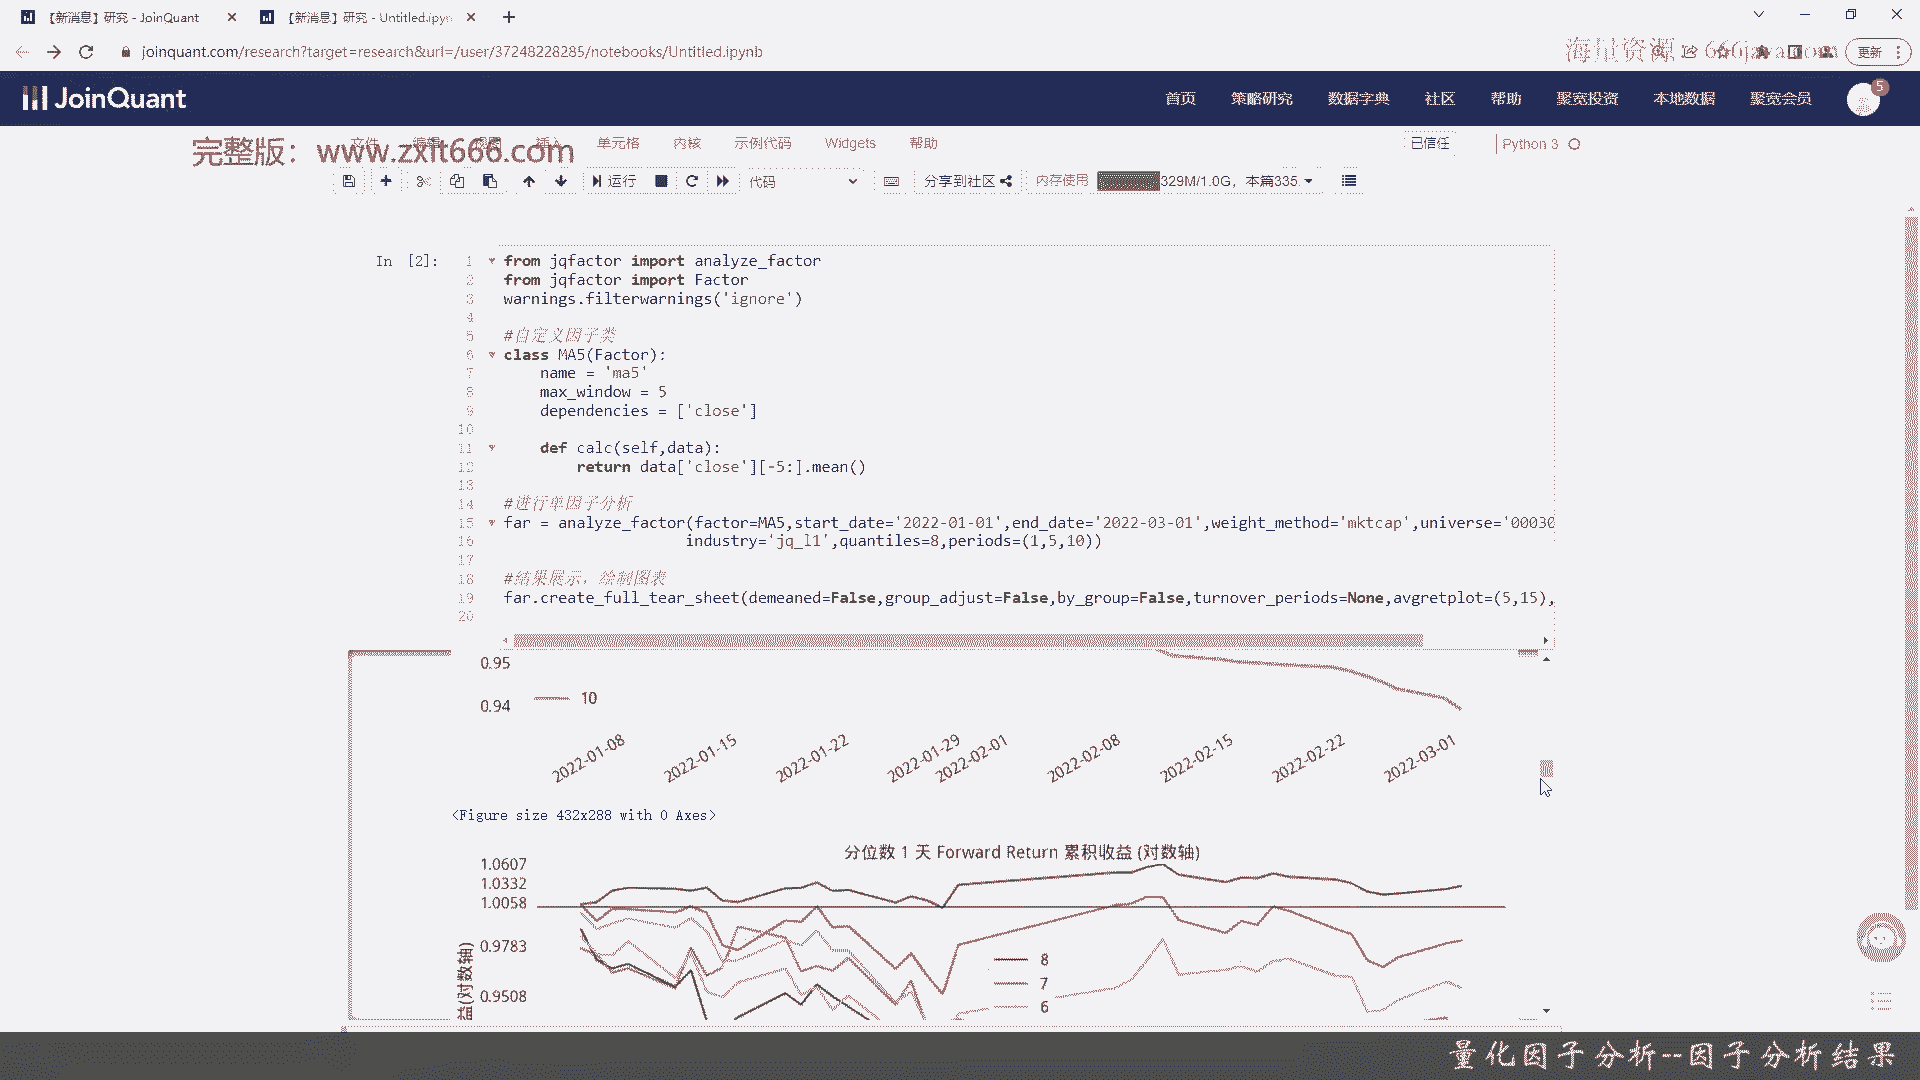 【新消息】研究 - JoinQuant
【新消息】研究 - Untitled.ipyn
joinquant.com/research?target=research&url=/user/37248228285/notebooks/Untitled.ipynb
海量资源
更新
JoinQuant
首页 策略研究 数据字典 社区 帮助 聚宽投资 本地数据 聚宽会员
5
文件 编辑 视图 插入 单元格 内核 示例代码 Widgets 帮助
已信任
Python 3
完整版：www.zxit666.com
运行
代码
分享到社区
内存使用
329M/1.0G，本篇335.
In [2]:
1 from jqfactor import analyze_factor
2 from jqfactor import Factor
3 warnings.filterwarnings('ignore')
4
5 #自定义因子类
6 class MA5(Factor):
7 name = 'ma5'
8 max_window = 5
9 dependencies = ['close']
10
11 def calc(self,data):
12 return data['close'][-5:].mean()
13
14 #进行单因子分析
15 far = analyze_factor(factor=MA5,start_date='2022-01-01',end_date='2022-03-01',weight_method='mktcap',universe='00030
16 industry='jq_l1',quantiles=8,periods=(1,5,10))
17
18 #结果展示，绘制图表
19 far.create_full_tear_sheet(demeaned=False,group_adjust=False,by_group=False,turnover_periods=None,avgretplot=(5,15),
20
0.95
0.94
10
2022-01-08 2022-01-15 2022-01-22 2022-01-29 2022-02-01 2022-02-08 2022-02-15 2022-02-22 2022-03-01
<Figure size 432x288 with 0 Axes>
分位数 1 天 Forward Return 累积收益 (对数轴)
1.0607
1.0332
1.0058
0.9783
0.9508
益(对数轴)
8
7
6
量化因子分析--因子分析结果